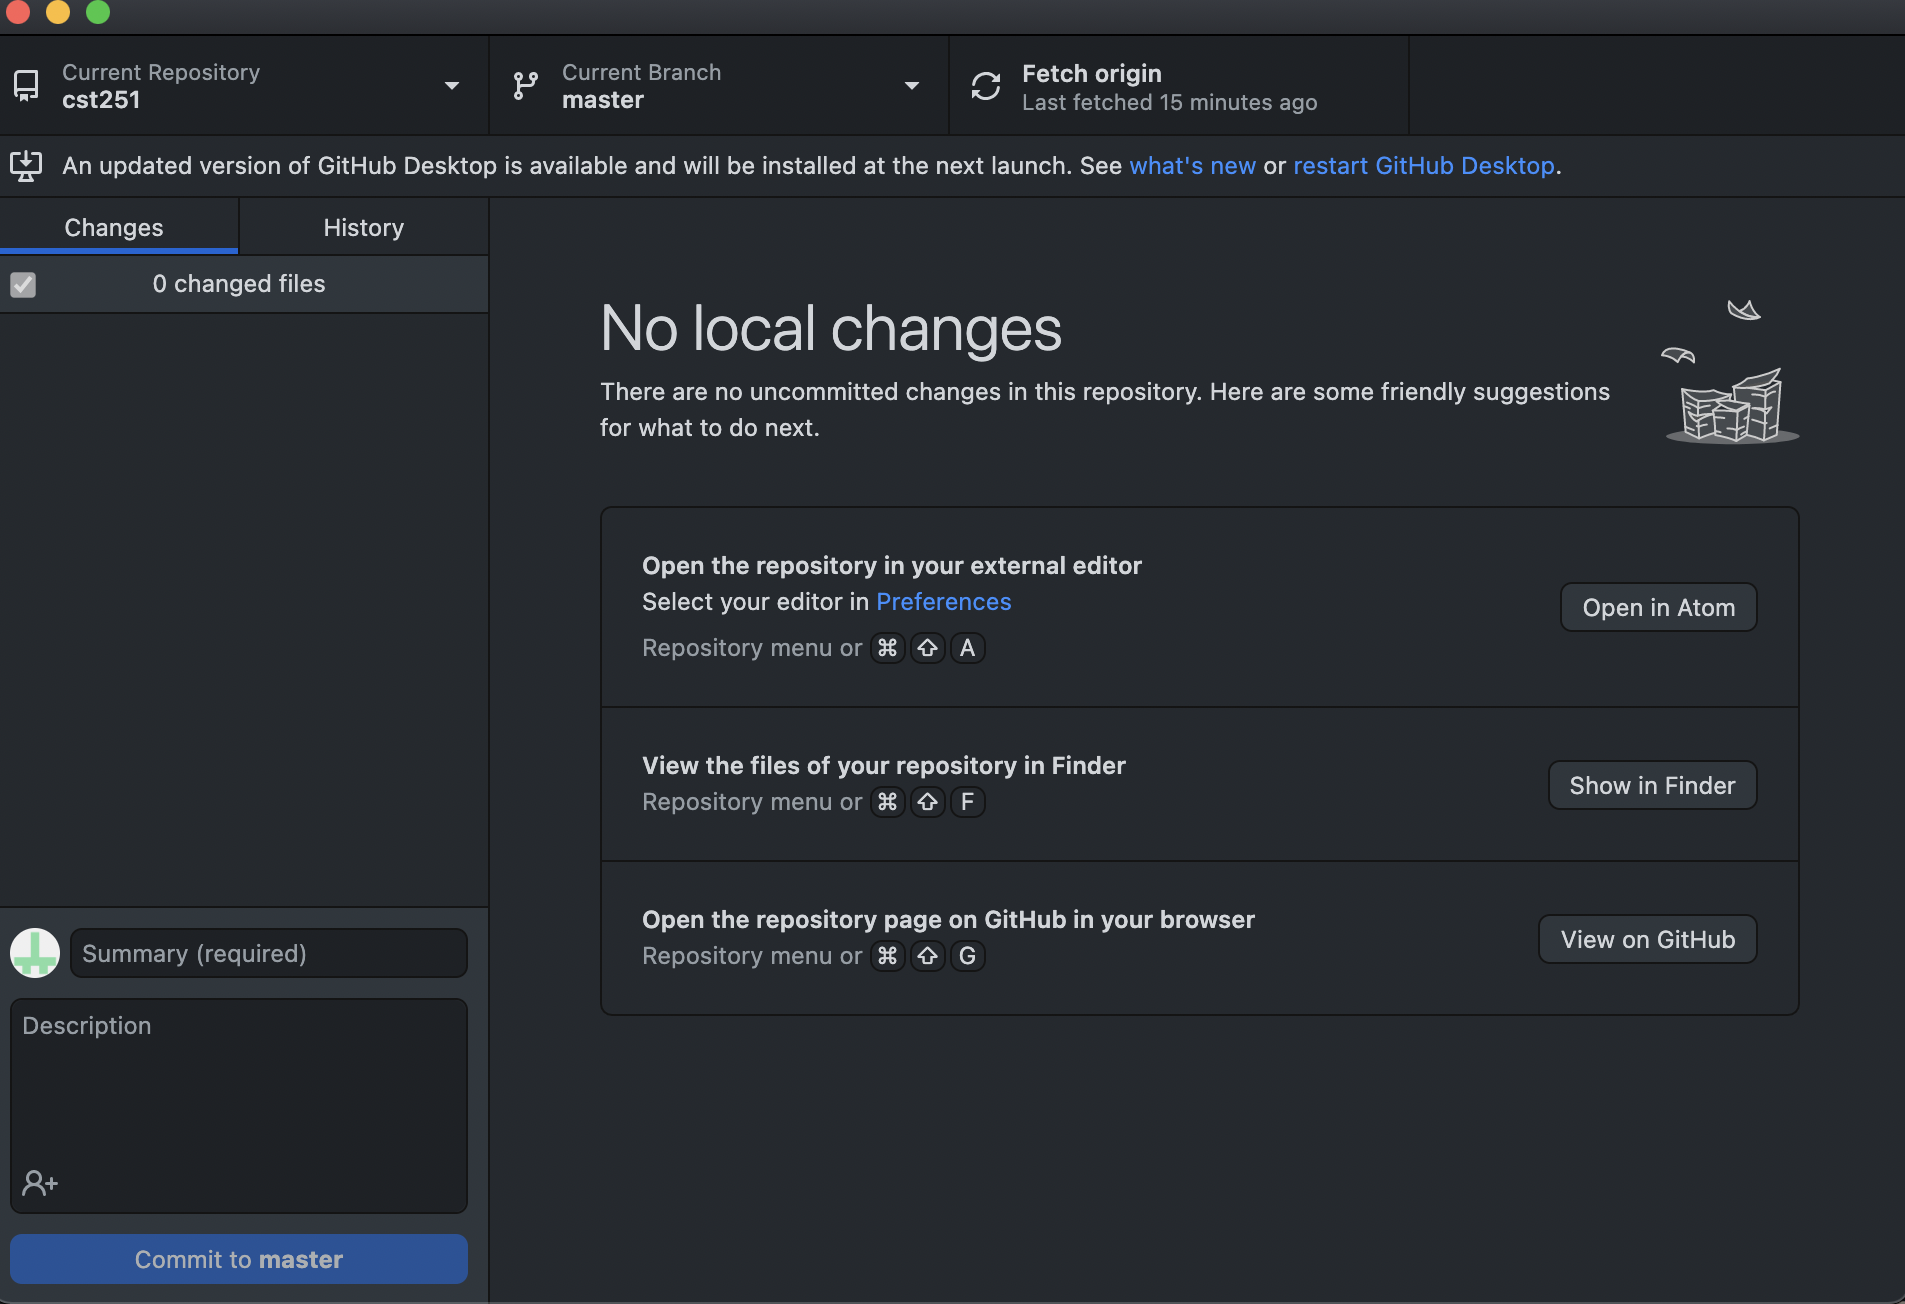 Current Repository
cst251
Current Branch
master
Fetch origin
Last fetched 15 minutes ago
An updated version of GitHub Desktop is available and will be installed at the next launch. See what's new or restart GitHub Desktop.
Changes
History
0 changed files
No local changes
There are no uncommitted changes in this repository. Here are some friendly suggestions
for what to do next.
Open the repository in your external editor
Select your editor in Preferences
Repository menu or ⌘ ⇧ A
Open in Atom
View the files of your repository in Finder
Repository menu or ⌘ ⇧ F
Show in Finder
Open the repository page on GitHub in your browser
Repository menu or ⌘ ⇧ G
View on GitHub
Summary (required)
Description
Commit to master